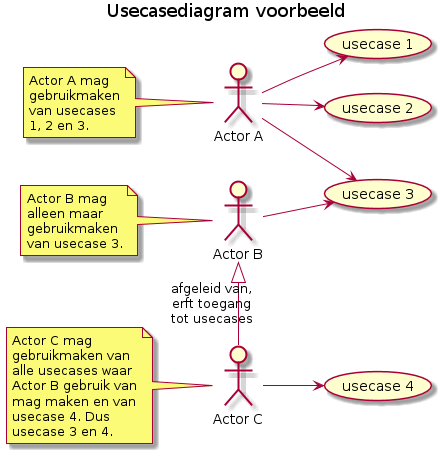 Usecasediagram voorbeeld
usecase 1
Actor A mag
gebruikmaken
van usecases
1, 2 en 3.
Actor A
usecase 2
usecase 3
Actor B mag
alleen maar
gebruikmaken
van usecase 3.
Actor B
afgeleid van,
erft toegang
tot usecases
Actor C mag
gebruikmaken van
alle usecases waar
Actor B gebruik van
mag maken en van
usecase 4. Dus
usecase 3 en 4.
Actor C
usecase 4